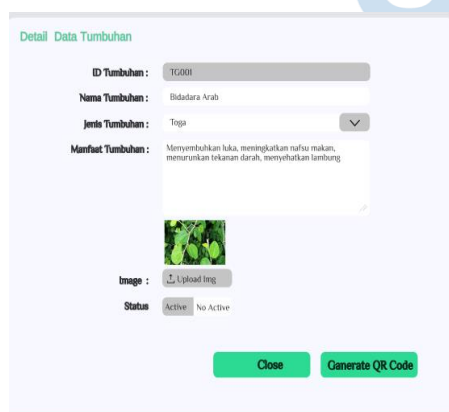 Detail Data Tumbuhan
ID Tumbuhan : TG001
Nama Tumbuhan : Bidadara Arab
Jenis Tumbuhan : Toga
Manfaat Tumbuhan : Menyembuhkan luka, meningkatkan nafsu makan,
menurunkan tekanan darah, menyehatkan lambung
Image : Upload Img
Status Active No Active
Close Ganerate QR Code